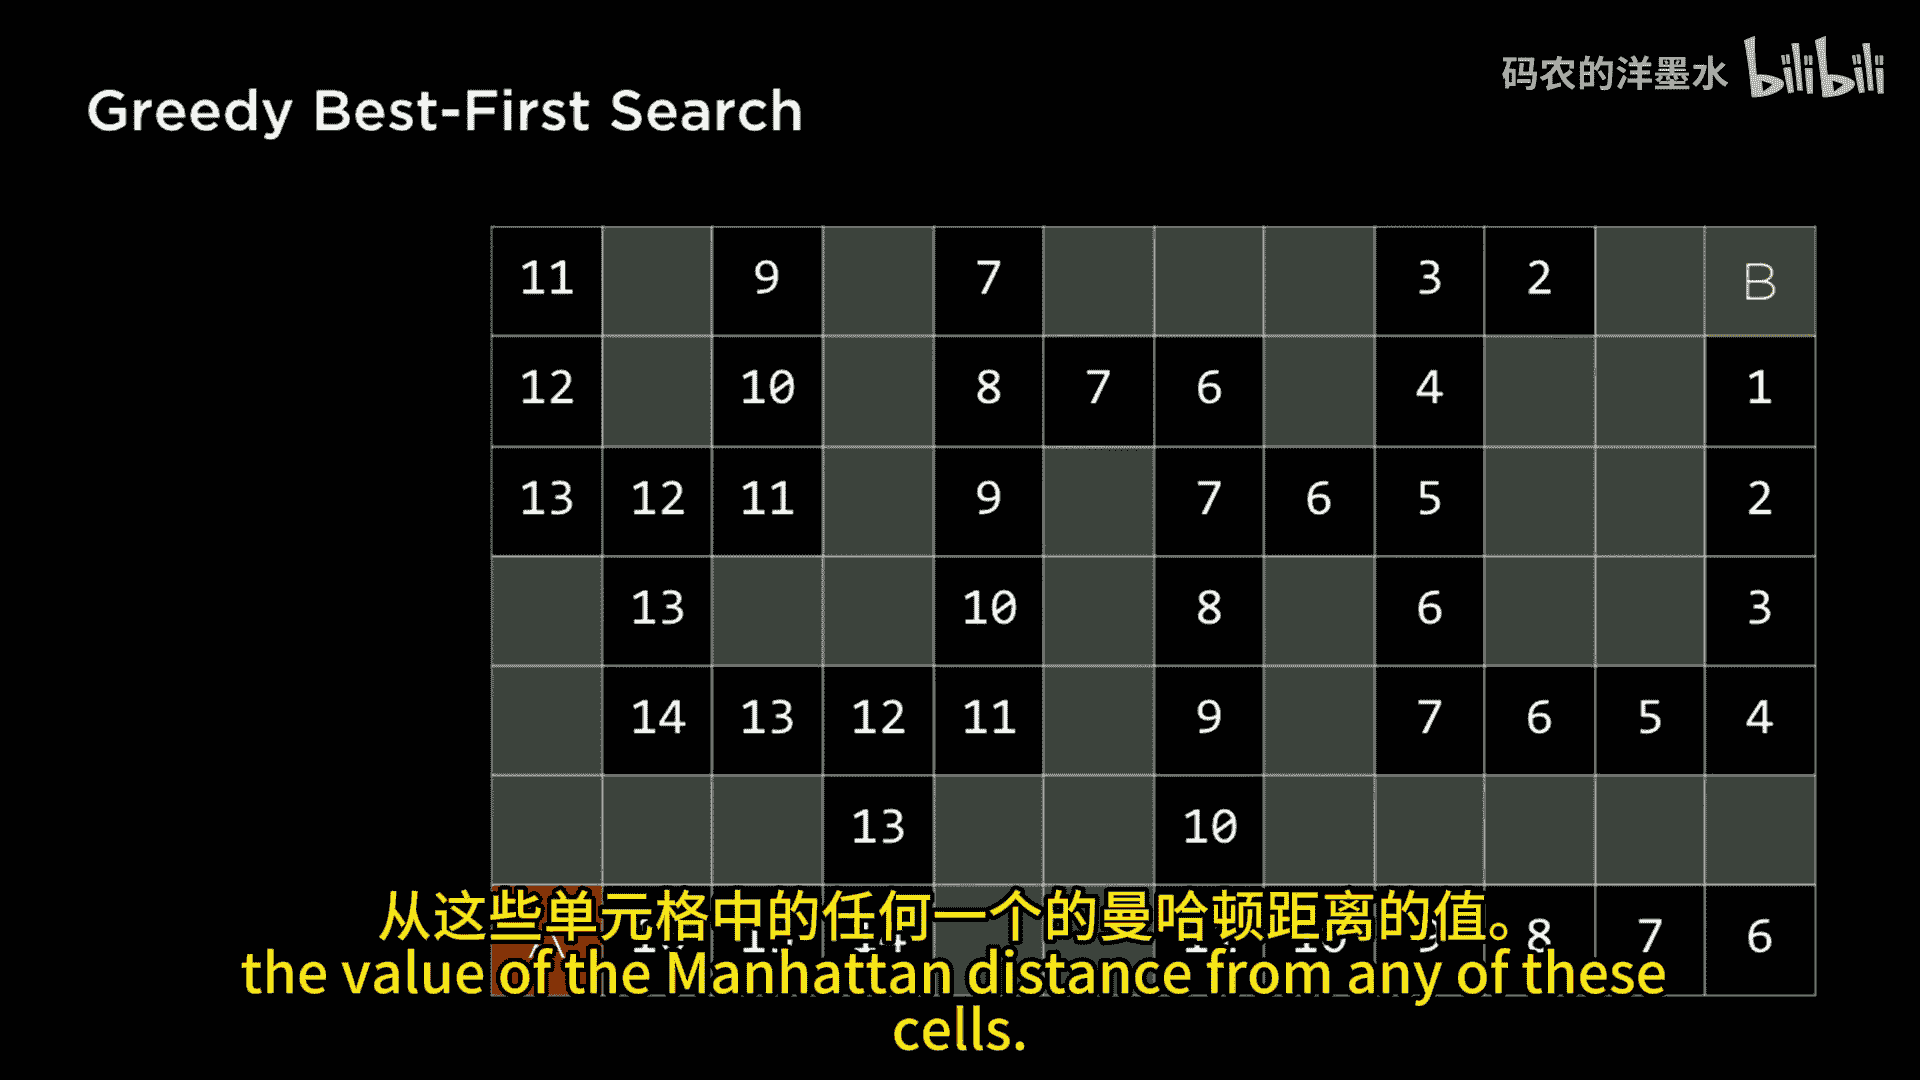 码农的洋墨水 bilibili
Greedy Best-First Search
11 9 7 3 2 B
12 10 8 7 6 4 1
13 12 11 9 7 6 5 2
13 10 8 6 3
14 13 12 11 9 7 6 5 4
13 10
8 7 6
从这些单元格中的任何一个的曼哈顿距离的值。
the value of the Manhattan distance from any of these
cells.